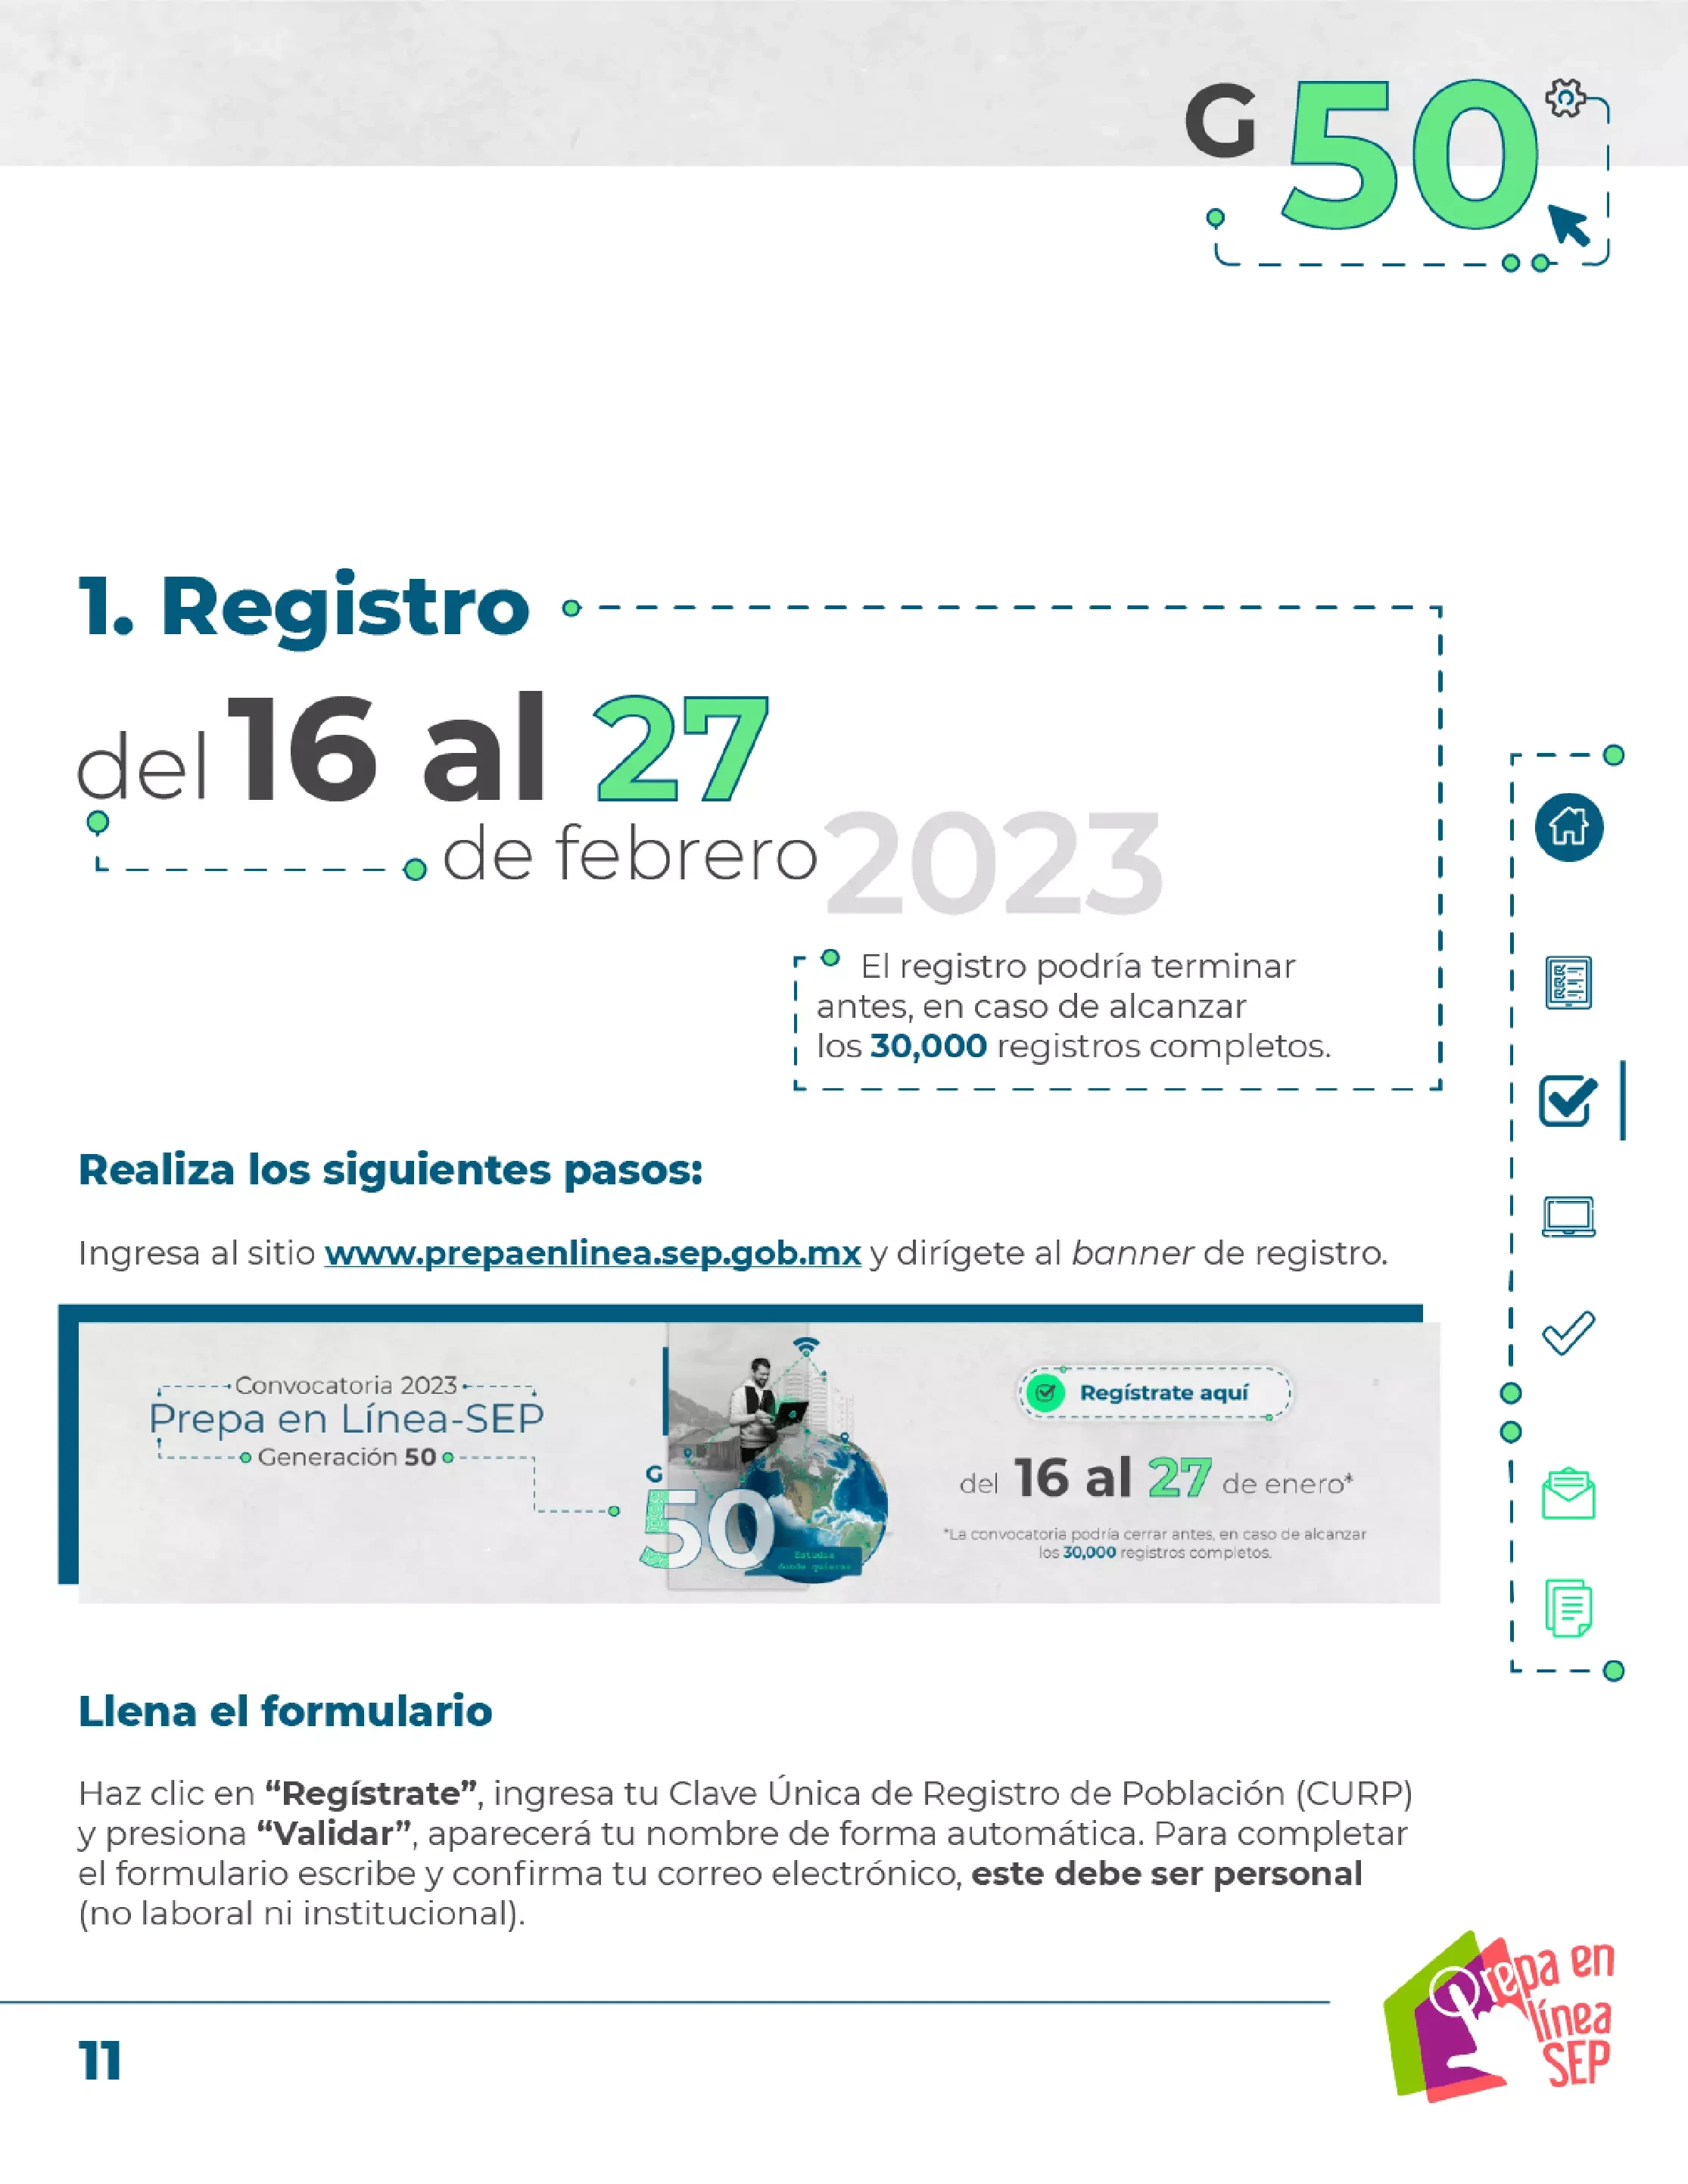 G 50
1. Registro
del 16 al 27
de febrero 2023
El registro podría terminar
antes, en caso de alcanzar
los 30,000 registros completos.
Realiza los siguientes pasos:
Ingresa al sitio www.prepaenlinea.sep.gob.mx y dirígete al banner de registro.
Convocatoria 2023
Prepa en Línea-SEP
Generación 50
G
50
Estudia
donde quieras
Regístrate aquí
del 16 al 27 de enero*
*La convocatoria podría cerrar antes, en caso de alcanzar
los 30,000 registros completos.
Llena el formulario
Haz clic en “Regístrate”, ingresa tu Clave Única de Registro de Población (CURP)
y presiona “Validar”, aparecerá tu nombre de forma automática. Para completar
el formulario escribe y confirma tu correo electrónico, este debe ser personal
(no laboral ni institucional).
11
Prepa en
línea
SEP